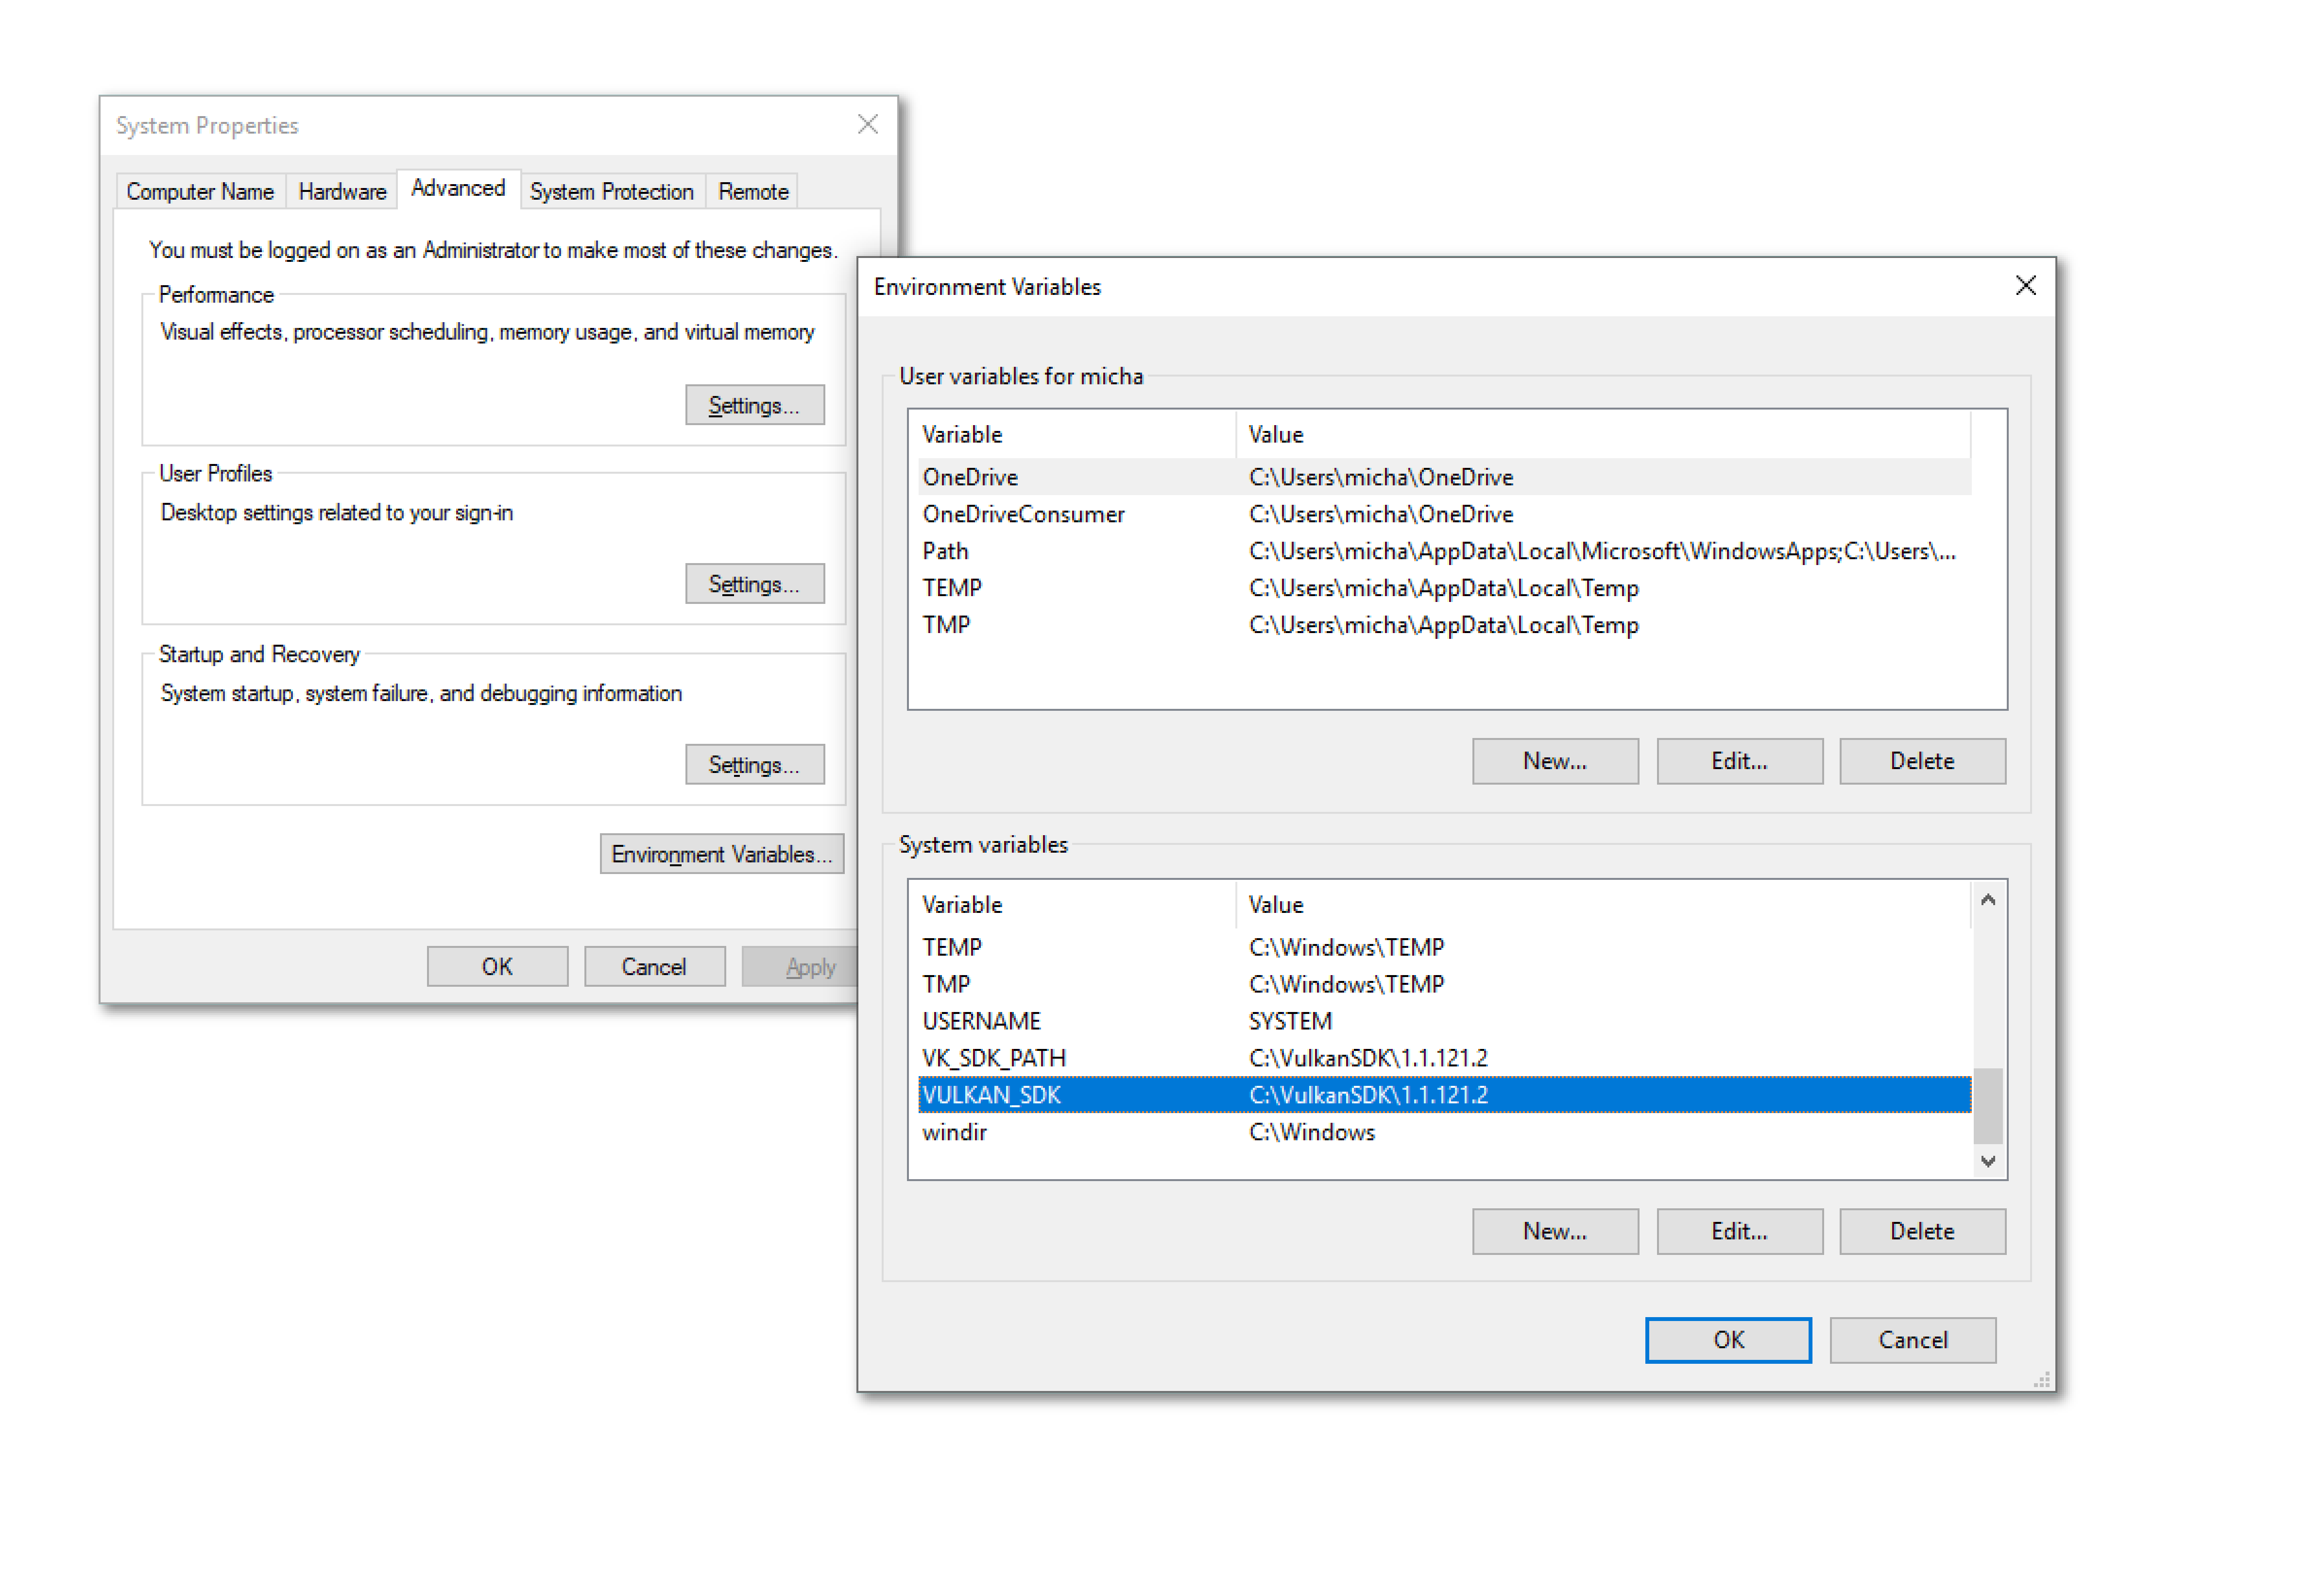 System Properties
Computer Name Hardware Advanced System Protection Remote
You must be logged on as an Administrator to make most of these changes.
Performance
Visual effects, processor scheduling, memory usage, and virtual memory
Settings...
User Profiles
Desktop settings related to your sign-in
Settings...
Startup and Recovery
System startup, system failure, and debugging information
Settings...
Environment Variables...
OK Cancel Apply
Environment Variables
User variables for micha
Variable Value
OneDrive C:\Users\micha\OneDrive
OneDriveConsumer C:\Users\micha\OneDrive
Path C:\Users\micha\AppData\Local\Microsoft\WindowsApps;C:\Users\...
TEMP C:\Users\micha\AppData\Local\Temp
TMP C:\Users\micha\AppData\Local\Temp
New... Edit... Delete
System variables
Variable Value
TEMP C:\Windows\TEMP
TMP C:\Windows\TEMP
USERNAME SYSTEM
VK_SDK_PATH C:\VulkanSDK\1.1.121.2
VULKAN_SDK C:\VulkanSDK\1.1.121.2
windir C:\Windows
New... Edit... Delete
OK Cancel